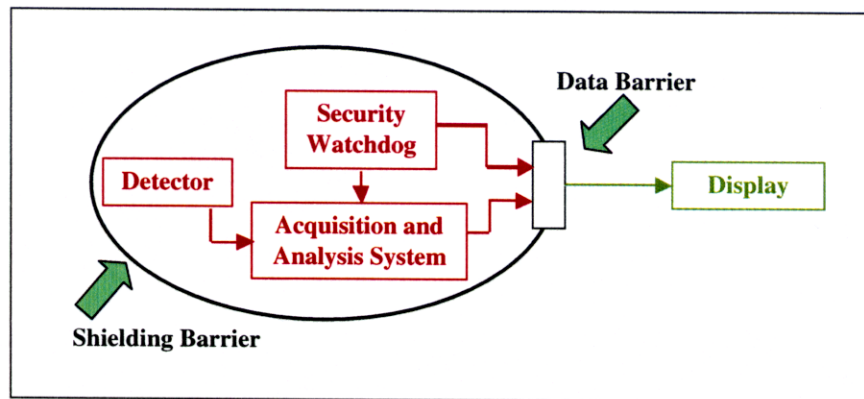 Data Barrier
Security
Watchdog
Detector
Display
Acquisition and
Analysis System
Shielding Barrier